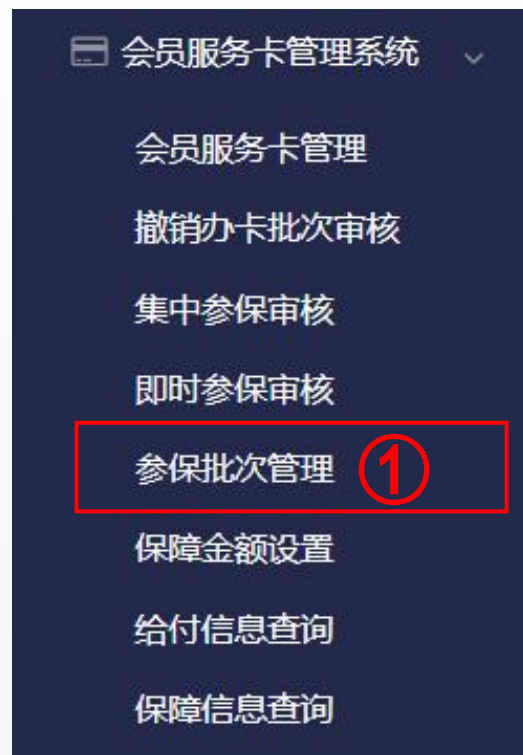 会员服务卡管理系统
会员服务卡管理
撤销办卡批次审核
集中参保审核
即时参保审核
参保批次管理 ①
保障金额设置
给付信息查询
保障信息查询